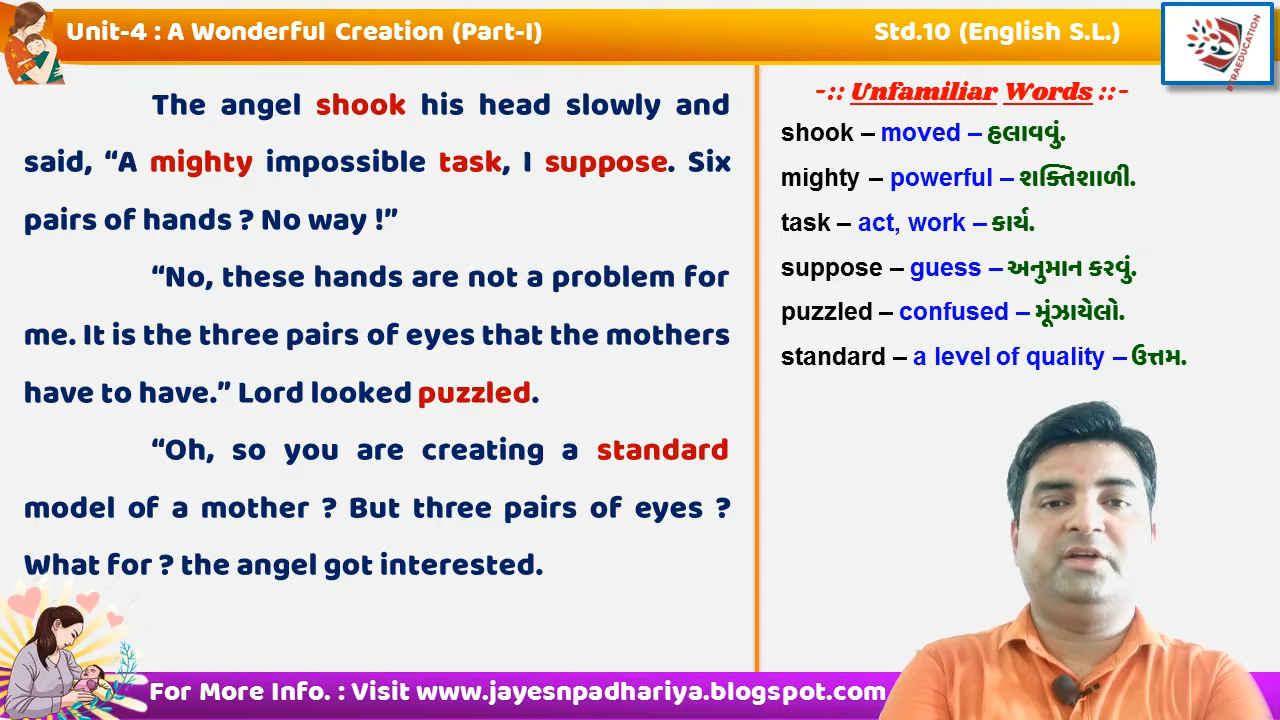 Unit-4 : A Wonderful Creation (Part-I)
Std.10 (English S.L.)
The angel shook his head slowly and
said, “A mighty impossible task, I suppose. Six
pairs of hands ? No way !”
“No, these hands are not a problem for
me. It is the three pairs of eyes that the mothers
have to have.” Lord looked puzzled.
“Oh, so you are creating a standard
model of a mother ? But three pairs of eyes ?
What for ? the angel got interested.
-:: Unfamiliar Words ::-
shook – moved – હલાવવું.
mighty – powerful – શક્તિશાળી.
task – act, work – કાર્ય.
suppose – guess – અનુમાન કરવું.
puzzled – confused – મૂંઝાયેલો.
standard – a level of quality – ઉત્તમ.
For More Info. : Visit www.jayesnpadhariya.blogspot.com